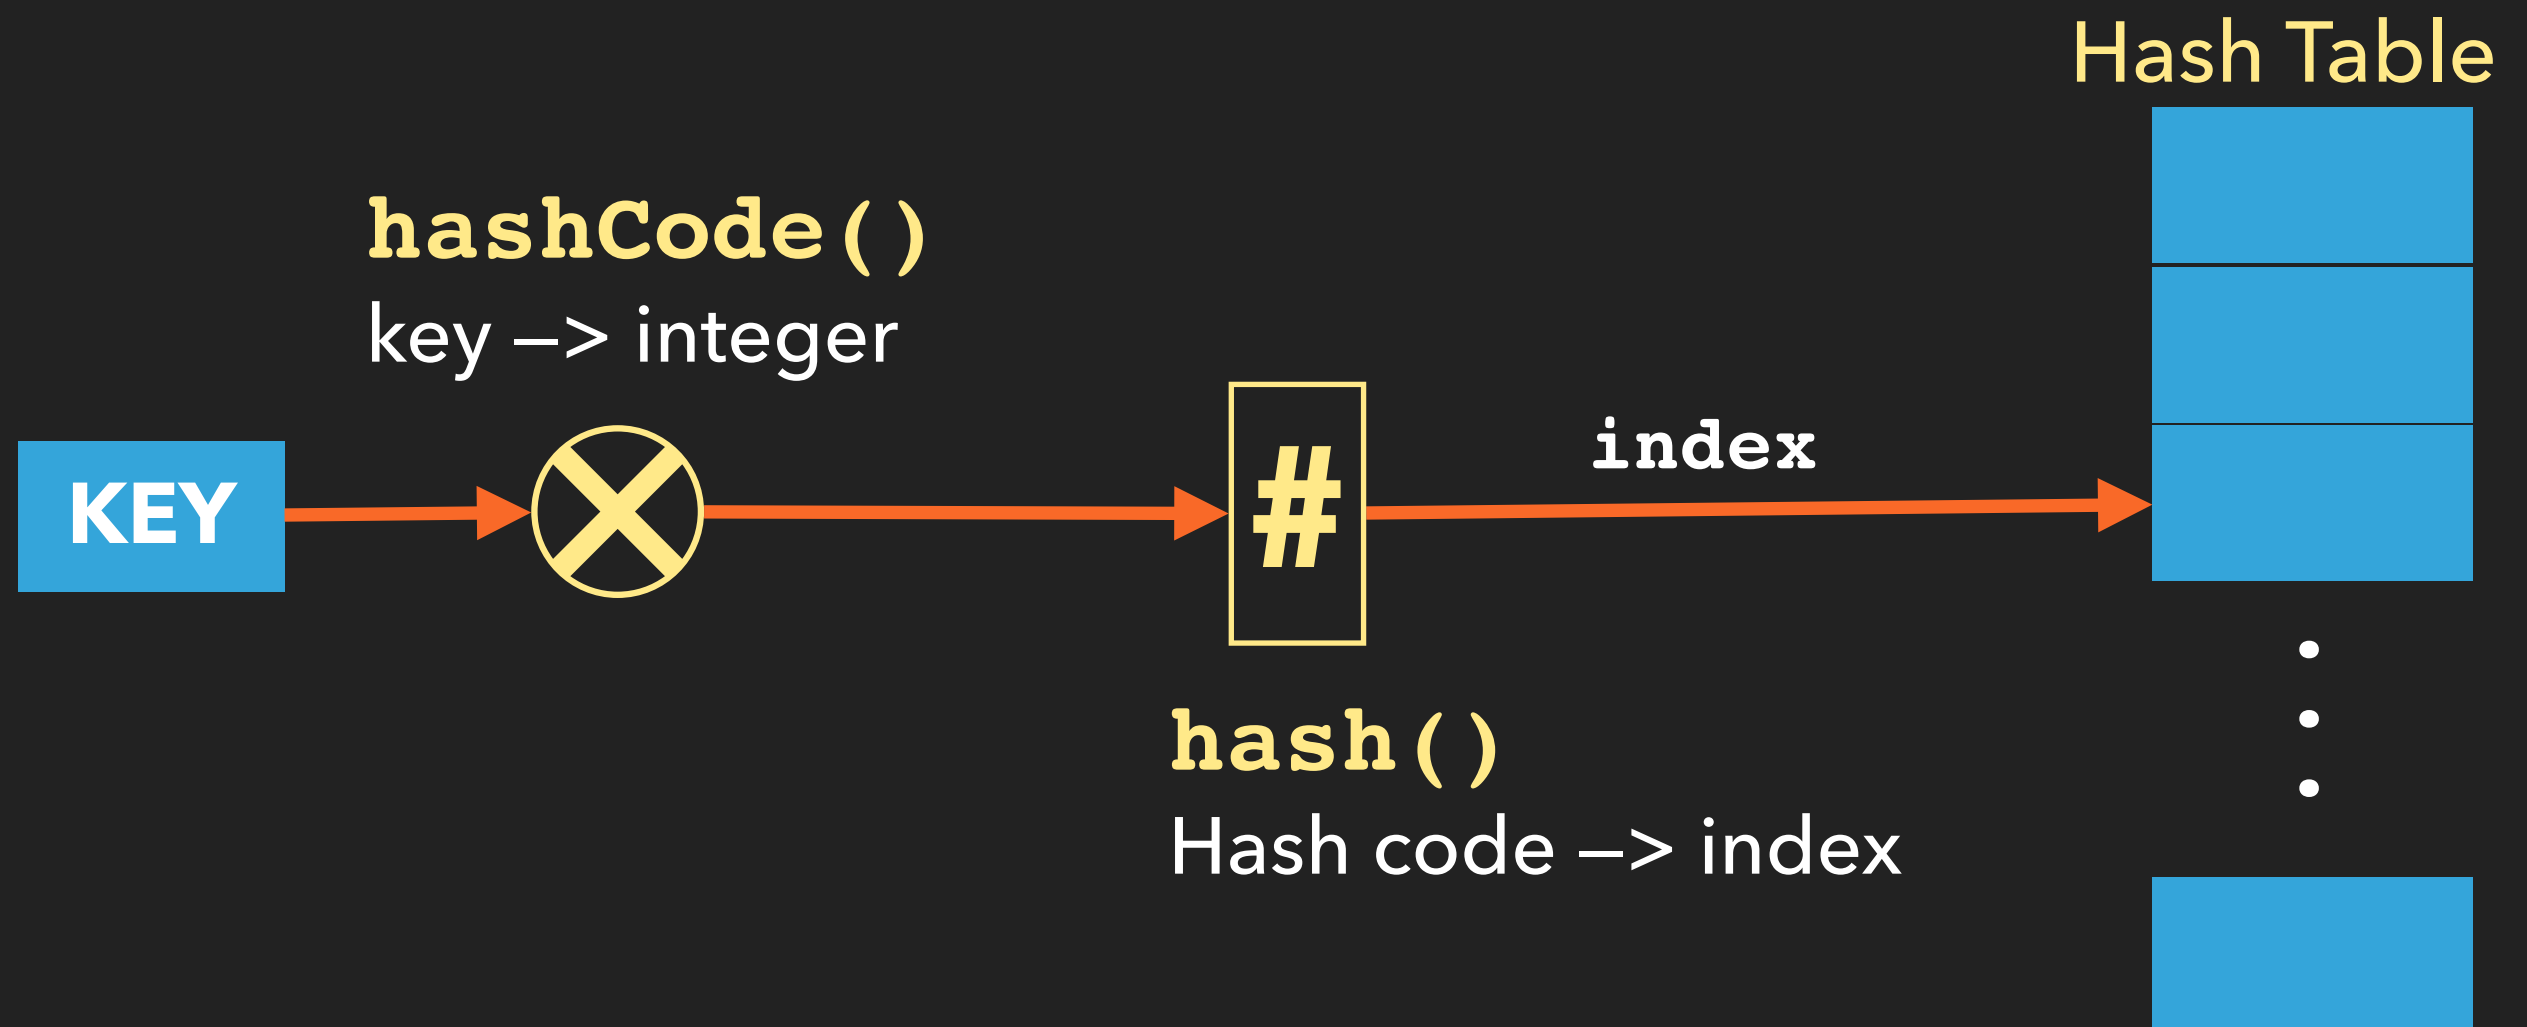 Hash Table
hashCode()
key –> integer
KEY
#
index
hash()
Hash code –> index